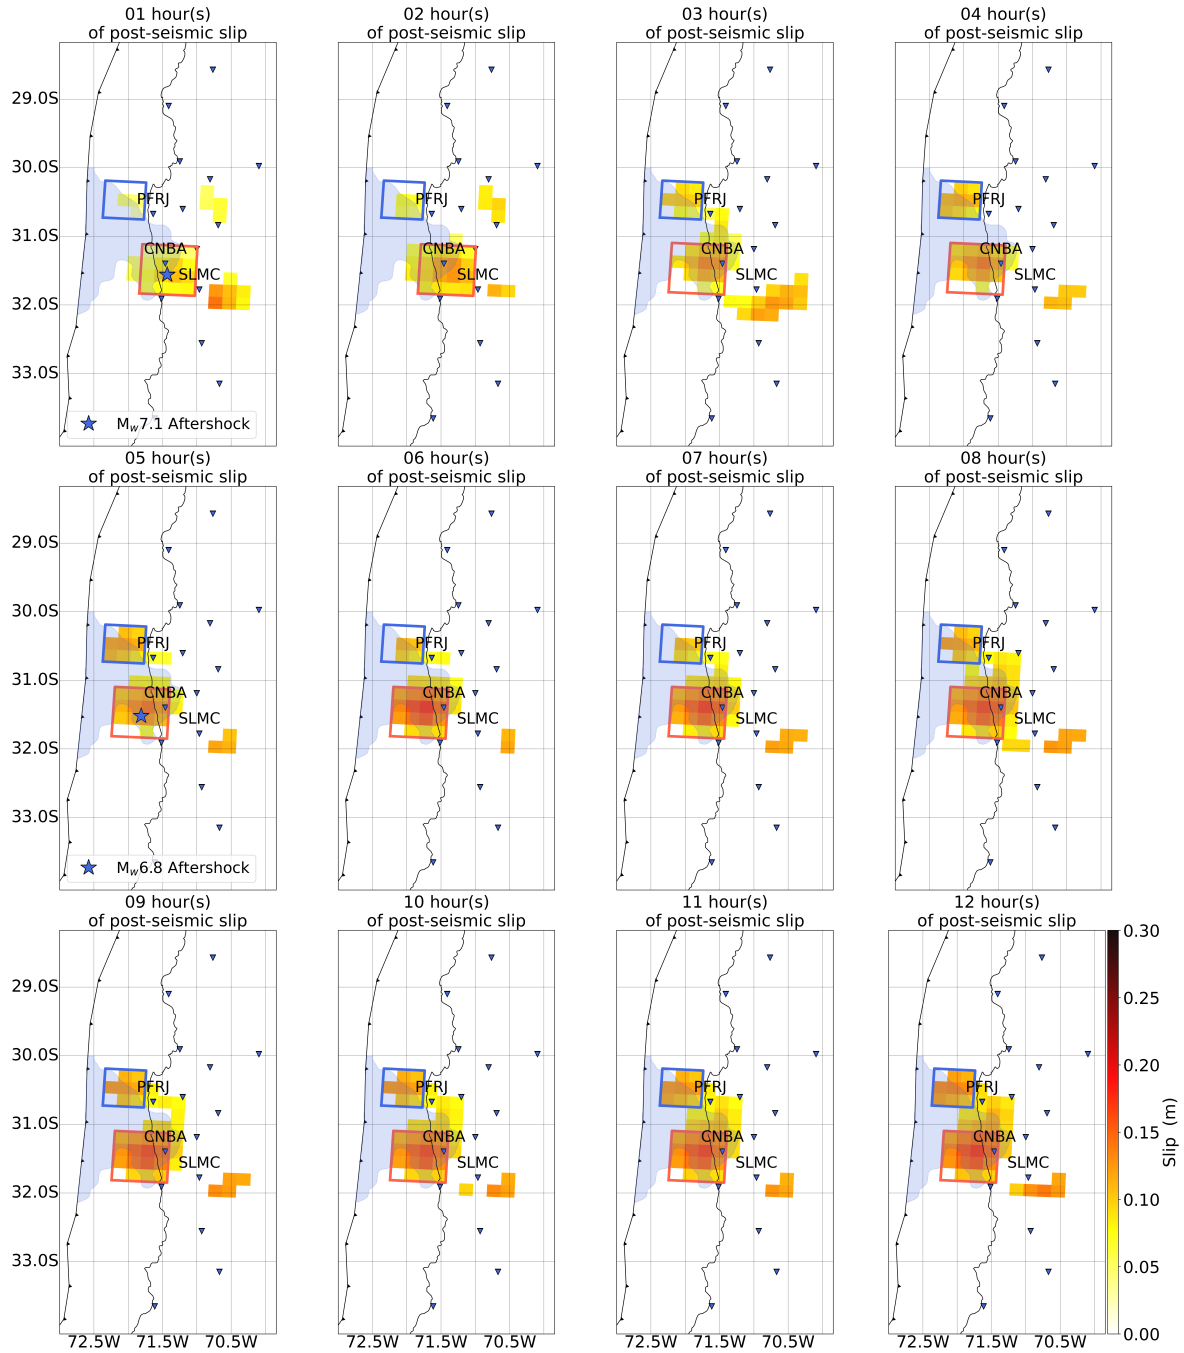 01 hour(s)
of post-seismic slip
02 hour(s)
of post-seismic slip
03 hour(s)
of post-seismic slip
04 hour(s)
of post-seismic slip
29.0S
30.0S
31.0S
32.0S
33.0S
PFRJ
CNBA
SLMC
Mw7.1 Aftershock
PFRJ
CNBA
SLMC
PFRJ
CNBA
SLMC
PFRJ
CNBA
SLMC
05 hour(s)
of post-seismic slip
06 hour(s)
of post-seismic slip
07 hour(s)
of post-seismic slip
08 hour(s)
of post-seismic slip
29.0S
30.0S
31.0S
32.0S
33.0S
PFRJ
CNBA
SLMC
Mw6.8 Aftershock
PFRJ
CNBA
SLMC
PFRJ
CNBA
SLMC
PFRJ
CNBA
SLMC
09 hour(s)
of post-seismic slip
10 hour(s)
of post-seismic slip
11 hour(s)
of post-seismic slip
12 hour(s)
of post-seismic slip
29.0S
30.0S
31.0S
32.0S
33.0S
PFRJ
CNBA
SLMC
PFRJ
CNBA
SLMC
PFRJ
CNBA
SLMC
PFRJ
CNBA
SLMC
72.5W 71.5W 70.5W
72.5W 71.5W 70.5W
72.5W 71.5W 70.5W
72.5W 71.5W 70.5W
0.30
0.25
0.20
0.15
0.10
0.05
0.00
Slip (m)